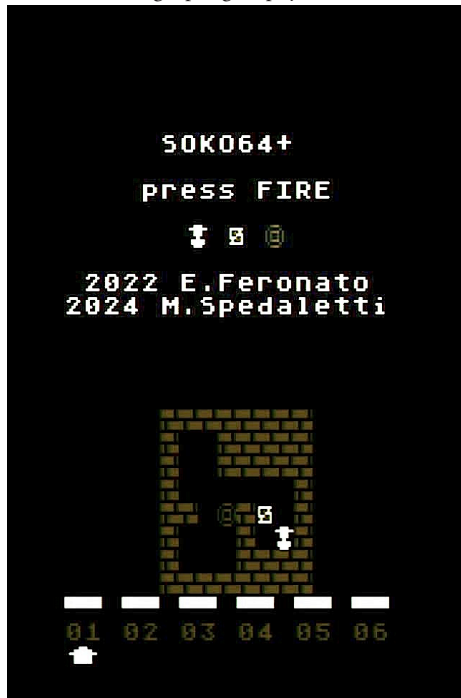 SOKO64+
press FIRE
2022 E.Feronato
2024 M.Spedaletti
01 02 03 04 05 06